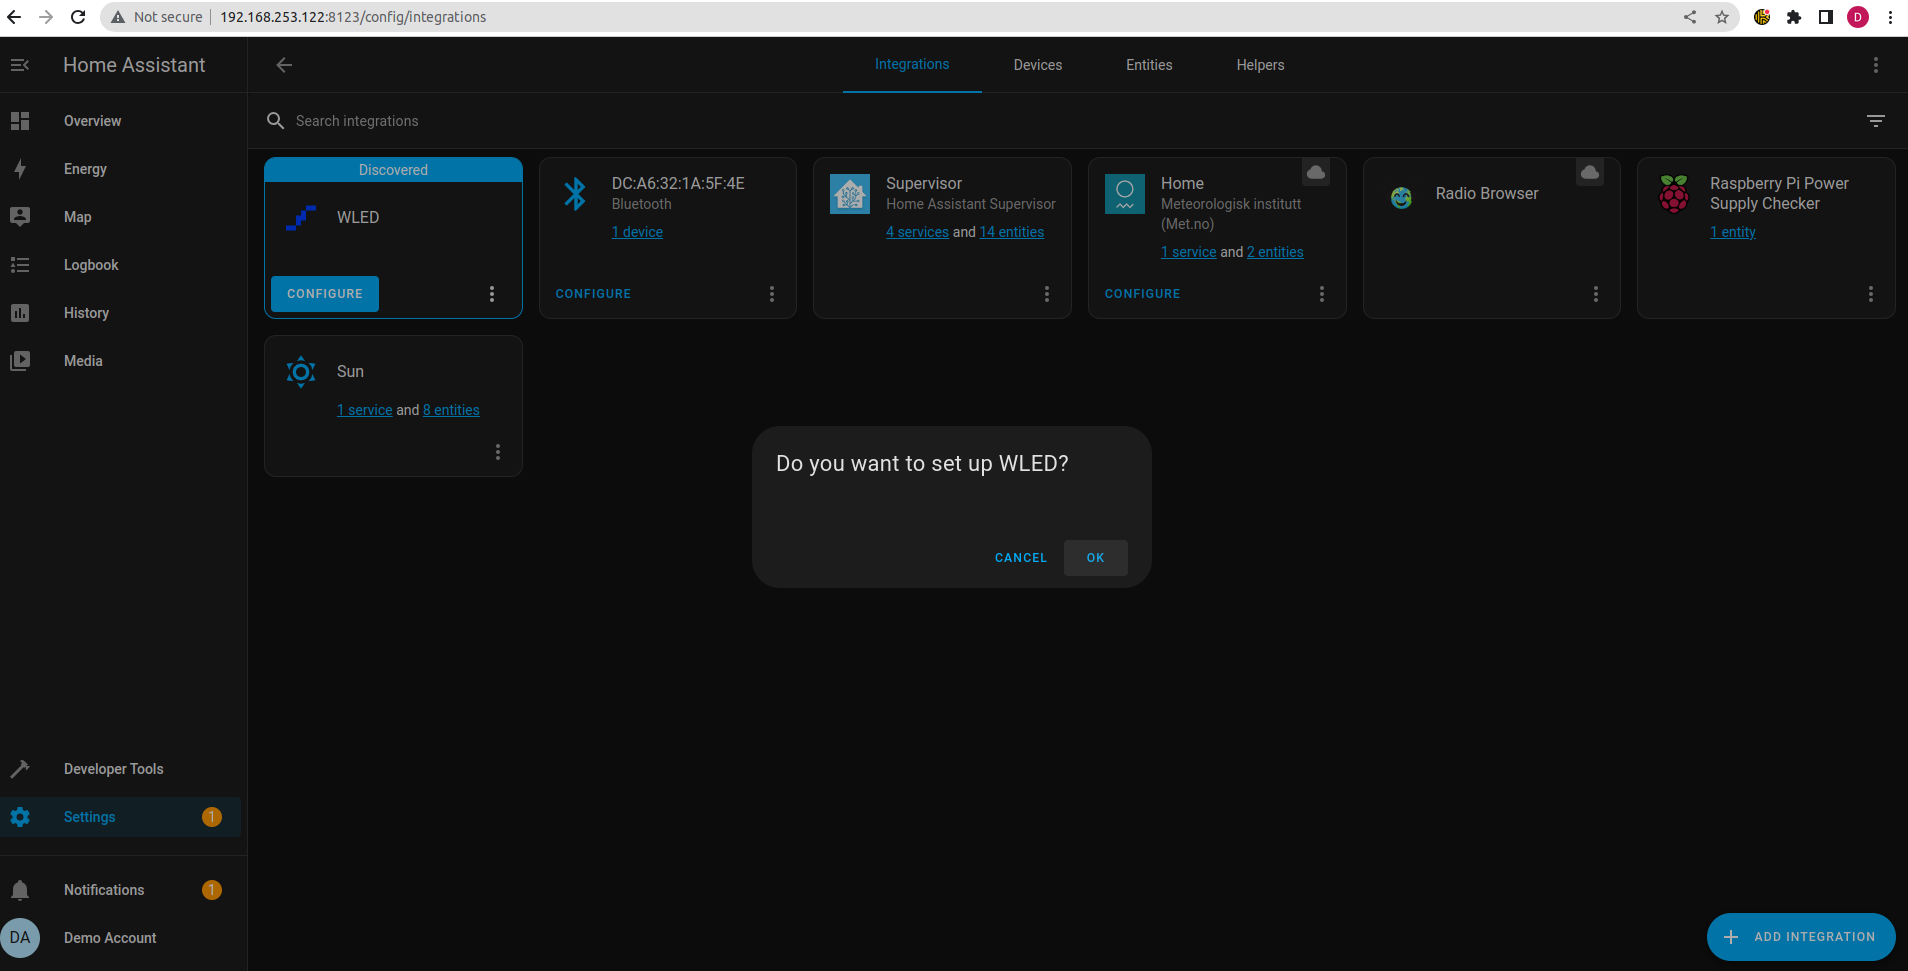 Not secure
192.168.253.122:8123/config/integrations
D
Home Assistant
Integrations
Devices
Entities
Helpers
Search integrations
Overview
Energy
Map
Logbook
History
Media
Developer Tools
Settings
1
Notifications
1
DA
Demo Account
Discovered
WLED
CONFIGURE
DC:A6:32:1A:5F:4E
Bluetooth
1 device
CONFIGURE
Supervisor
Home Assistant Supervisor
4 services and 14 entities
Home
Meteorologisk institutt
(Met.no)
1 service and 2 entities
CONFIGURE
Radio Browser
Raspberry Pi Power
Supply Checker
1 entity
Sun
1 service and 8 entities
Do you want to set up WLED?
CANCEL
OK
ADD INTEGRATION